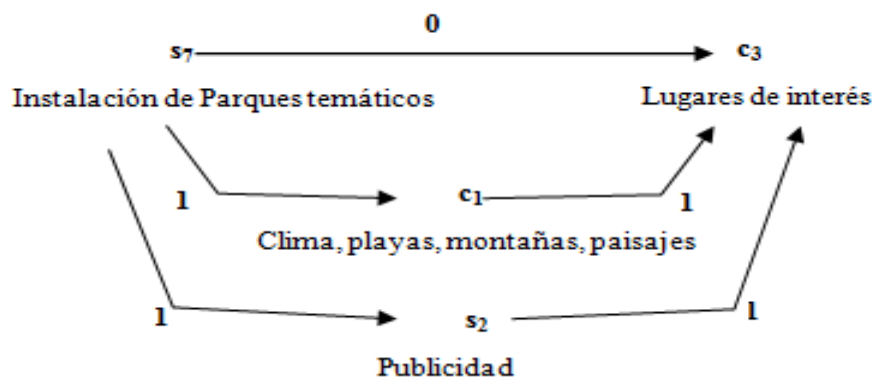 0
s₇ c₃
Instalación de Parques temáticos Lugares de interés
1 c₁ 1
Clima, playas, montañas, paisajes
1 s₂ 1
Publicidad